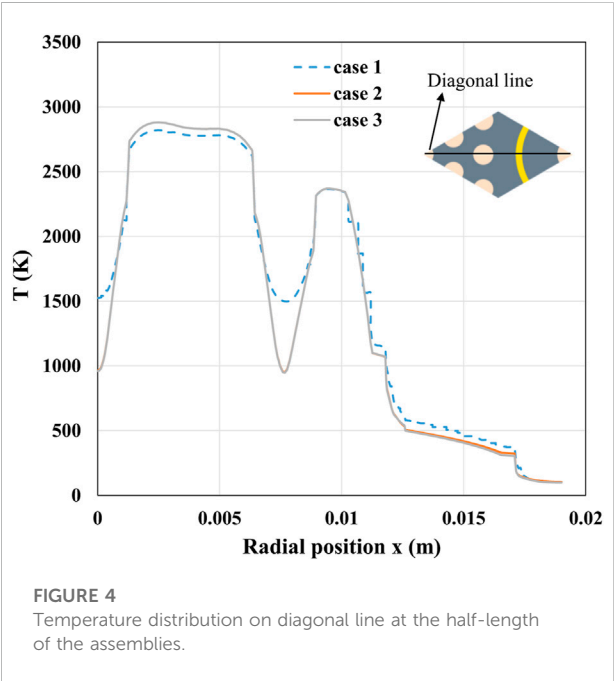 3500
3000
2500
2000
1500
1000
500
0
T (K)
case 1
case 2
case 3
Diagonal line
0
0.005
0.01
0.015
0.02
Radial position x (m)
FIGURE 4
Temperature distribution on diagonal line at the half-length
of the assemblies.